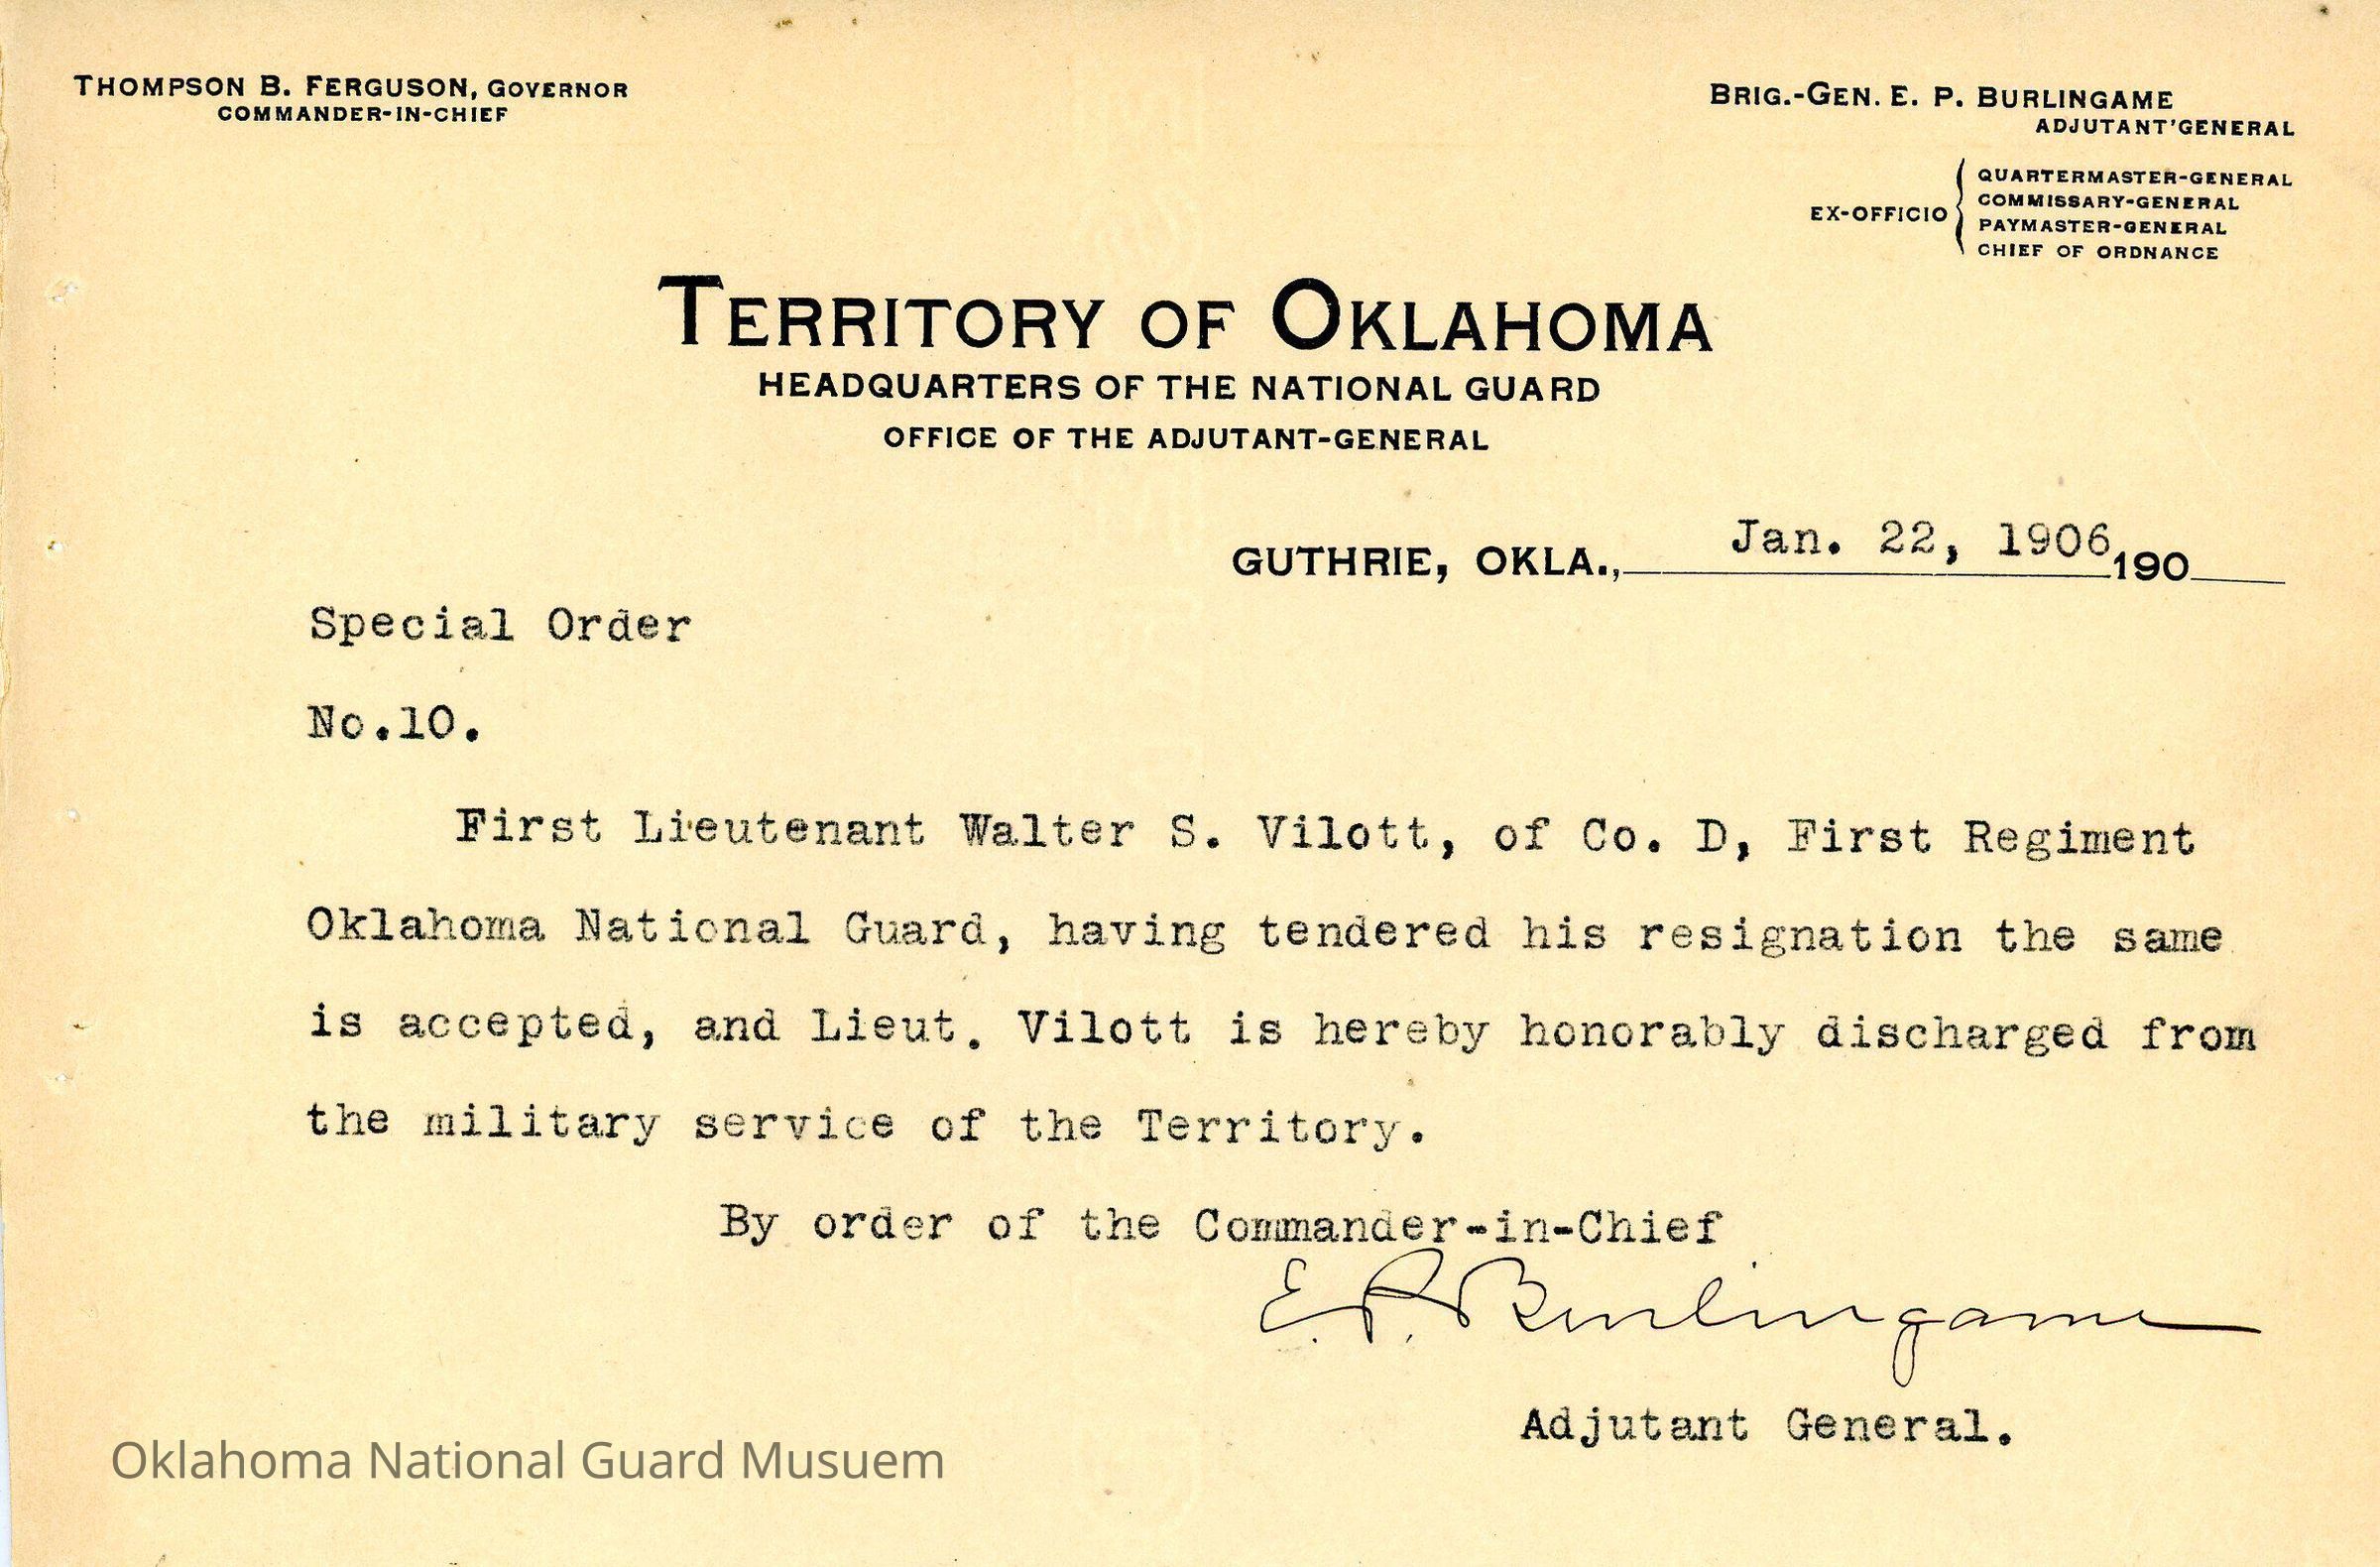 THOMPSON B. FERGUSON, GOVERNOR
COMMANDER-IN-CHIEF
BRIG.-GEN. E. P. BURLINGAME
ADJUTANT'GENERAL
EX-OFFICIO
QUARTERMASTER-GENERAL
COMMISSARY-GENERAL
PAYMASTER-GENERAL
CHIEF OF ORDNANCE
TERRITORY OF OKLAHOMA
HEADQUARTERS OF THE NATIONAL GUARD
OFFICE OF THE ADJUTANT-GENERAL
GUTHRIE, OKLA., Jan. 22, 1906 190
Special Order
No.10.
First Lieutenant Walter S. Vilott, of Co. D, First Regiment
Oklahoma National Guard, having tendered his resignation the same
is accepted, and Lieut. Vilott is hereby honorably discharged from
the military service of the Territory.
By order of the Commander-in-Chief
E. P. Burlingame
Adjutant General.
Oklahoma National Guard Musuem